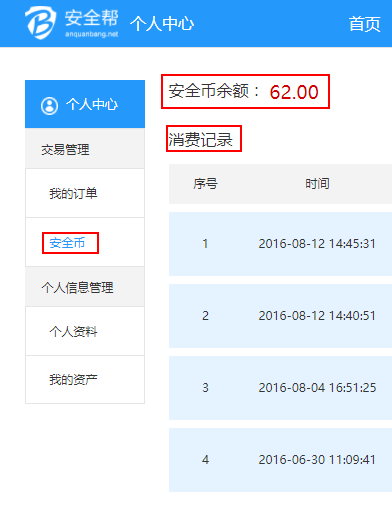 安全帮 个人中心 首页
anquanbang.net
个人中心
交易管理
我的订单
安全币
个人信息管理
个人资料
我的资产
安全币余额： 62.00
消费记录
序号 时间
1 2016-08-12 14:45:31
2 2016-08-12 14:40:51
3 2016-08-04 16:51:25
4 2016-06-30 11:09:41